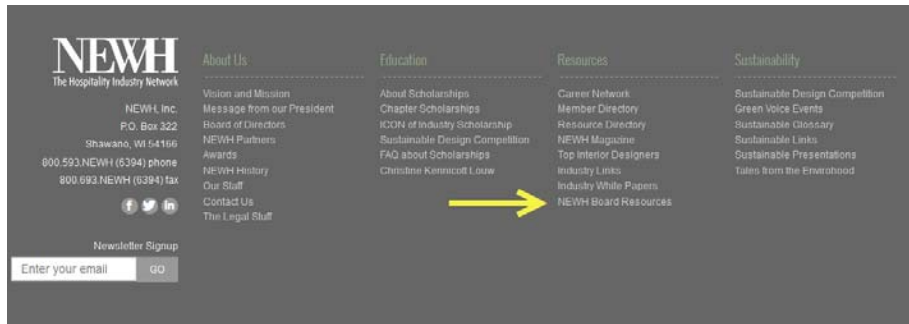 NEWH
The Hospitality Industry Network
NEWH, Inc.
P.O. Box 322
Shawano, WI 54166
800.593.NEWH (6394) phone
800.693.NEWH (6394) fax
Newsletter Signup
Enter your email GO
About Us
Vision and Mission
Message from our President
Board of Directors
NEWH Partners
Awards
NEWH History
Our Staff
Contact Us
The Legal Stuff
Education
About Scholarships
Chapter Scholarships
ICON of Industry Scholarship
Sustainable Design Competition
FAQ about Scholarships
Christine Kennicott Louw
Resources
Career Network
Member Directory
Resource Directory
NEWH Magazine
Top Interior Designers
Industry Links
Industry White Papers
NEWH Board Resources
Sustainability
Sustainable Design Competition
Green Voice Events
Sustainable Glossary
Sustainable Links
Sustainable Presentations
Tales from the Envirohood